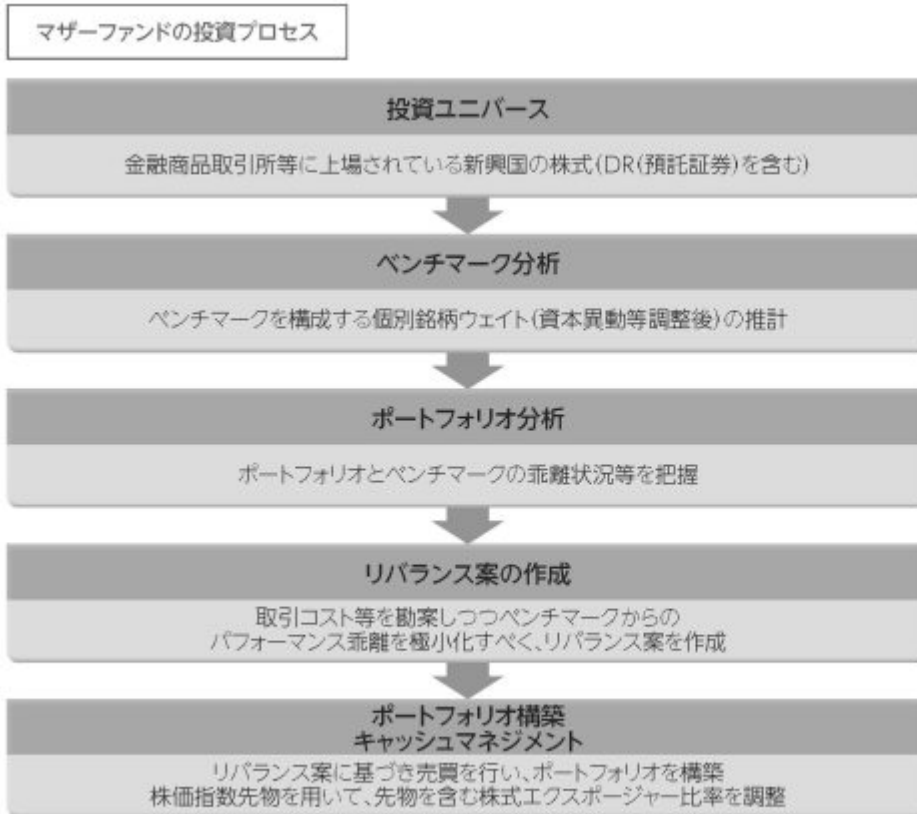 マザーファンドの投資プロセス
投資ユニバース
金融商品取引所等に上場されている新興国の株式(DR(預託証券)を含む)
ベンチマーク分析
ベンチマークを構成する個別銘柄ウェイト(資本異動等調整後)の推計
ポートフォリオ分析
ポートフォリオとベンチマークの乖離状況等を把握
リバランス案の作成
取引コスト等を勘案しつつベンチマークからの
パフォーマンス乖離を極小化すべく、リバランス案を作成
ポートフォリオ構築
キャッシュマネジメント
リバランス案に基づき売買を行い、ポートフォリオを構築
株価指数先物を用いて、先物を含む株式エクスポージャー比率を調整